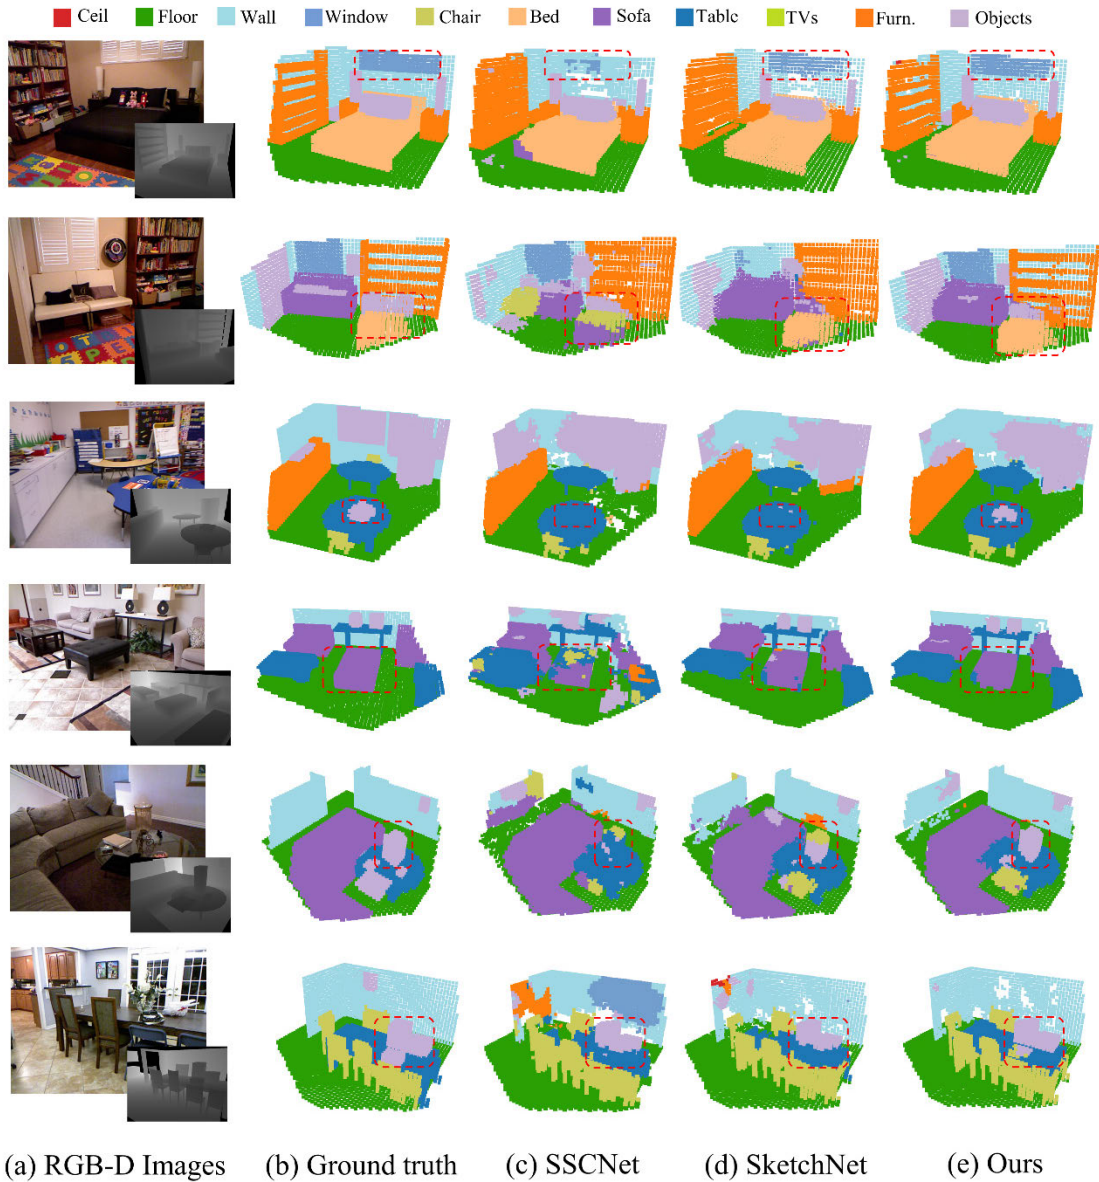 Ceil Floor Wall Window Chair Bed Sofa Table TVs Furn. Objects
(a) RGB-D Images (b) Ground truth (c) SSCNet (d) SketchNet (e) Ours